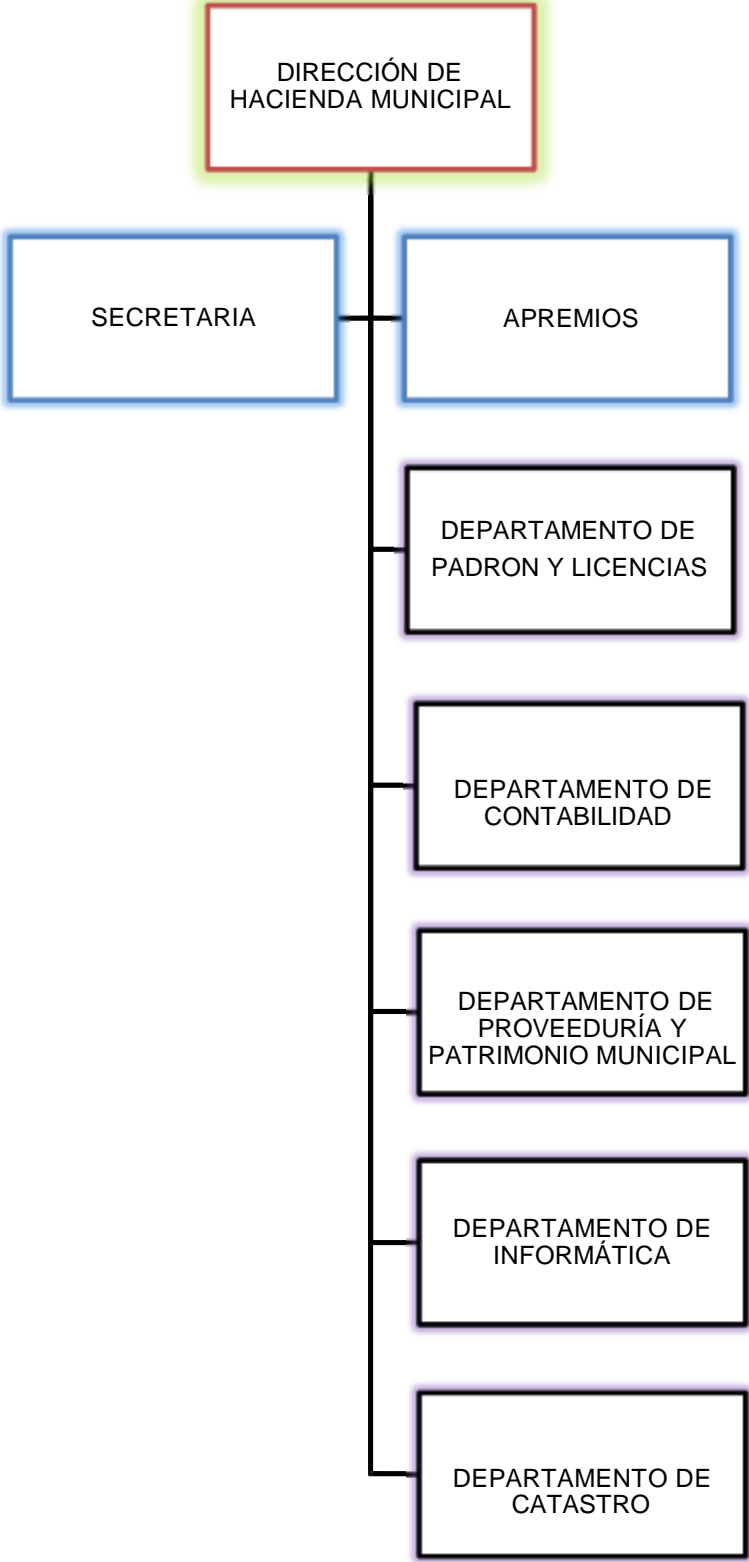 DIRECCIÓN DE
HACIENDA MUNICIPAL
SECRETARIA
APREMIOS
DEPARTAMENTO DE
PADRON Y LICENCIAS
DEPARTAMENTO DE
CONTABILIDAD
DEPARTAMENTO DE
PROVEEDURÍA Y
PATRIMONIO MUNICIPAL
DEPARTAMENTO DE
INFORMÁTICA
DEPARTAMENTO DE
CATASTRO